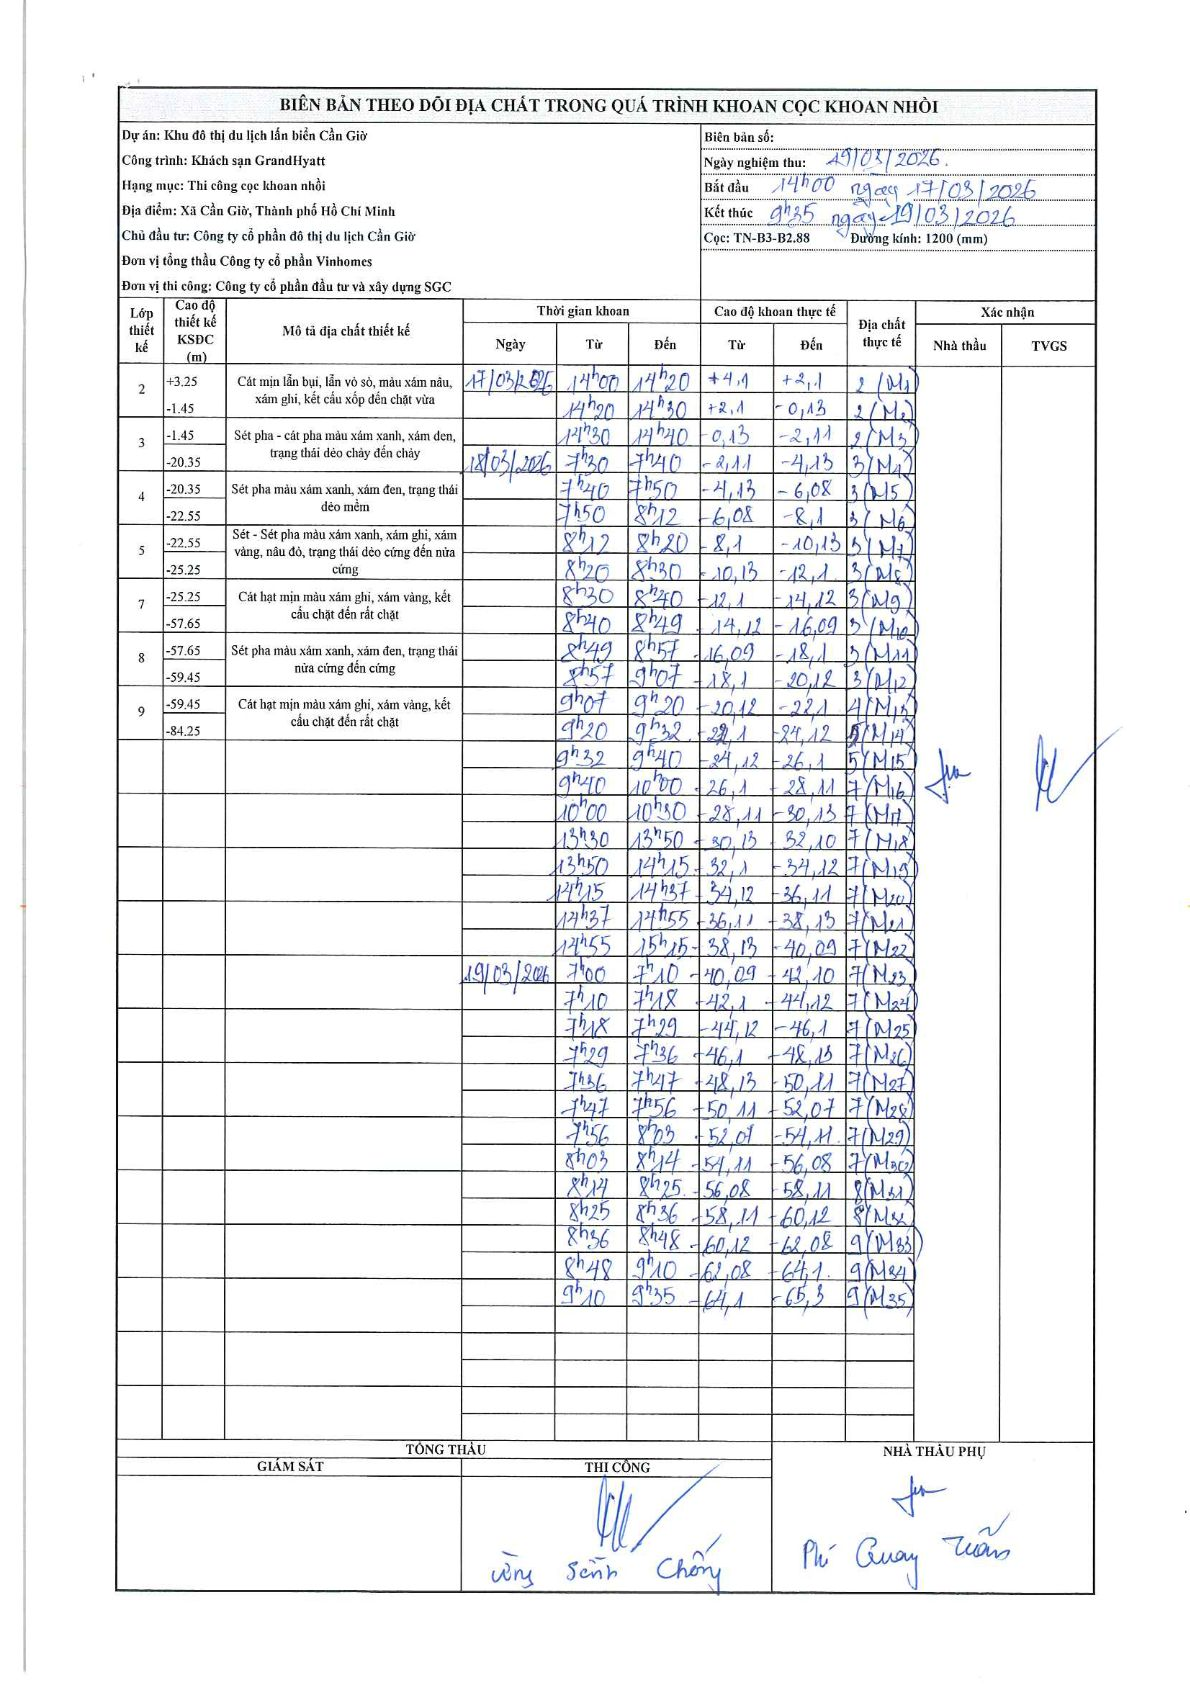 BIÊN BẢN THEO DÕI ĐỊA CHẤT TRONG QUÁ TRÌNH KHOAN CỌC KHOAN NHỒI
Dự án: Khu đô thị du lịch lấn biển Cần Giờ
Công trình: Khách sạn GrandHyatt
Hạng mục: Thi công cọc khoan nhồi
Địa điểm: Xã Cần Giờ, Thành phố Hồ Chí Minh
Chủ đầu tư: Công ty cổ phần đô thị du lịch Cần Giờ
Đơn vị tổng thầu Công ty cổ phần Vinhomes
Đơn vị thi công: Công ty cổ phần đầu tư và xây dựng SGC
Biên bản số:
Ngày nghiệm thu: 19/03/2026.
Bắt đầu 14h00 ngày 17/03/2026
Kết thúc 9h35 ngày 19/03/2026
Cọc: TN-B3-B2.88 Đường kính: 1200 (mm)
Lớp thiết kế | Cao độ thiết kế KSĐC (m) | Mô tả địa chất thiết kế | Thời gian khoan | Cao độ khoan thực tế | Địa chất thực tế | Xác nhận
Ngày | Từ | Đến | Từ | Đến | Nhà thầu | TVGS
2 | +3.25 -1.45 | Cát mịn lẫn bụi, lẫn vỏ sò, màu xám nâu, xám ghi, kết cấu xốp đến chặt vừa
3 | -1.45 -20.35 | Sét pha - cát pha màu xám xanh, xám đen, trạng thái dẻo chảy đến chảy
4 | -20.35 -22.55 | Sét pha màu xám xanh, xám đen, trạng thái dẻo mềm
5 | -22.55 -25.25 | Sét - Sét pha màu xám xanh, xám ghi, xám vàng, nâu đỏ, trạng thái dẻo cứng đến nửa cứng
7 | -25.25 -57.65 | Cát hạt mịn màu xám ghi, xám vàng, kết cấu chặt đến rất chặt
8 | -57.65 -59.45 | Sét pha màu xám xanh, xám đen, trạng thái nửa cứng đến cứng
9 | -59.45 -84.25 | Cát hạt mịn màu xám ghi, xám vàng, kết cấu chặt đến rất chặt
17/03/2026 | 14h00 | 14h20 | +4,1 | +2,1 | 2 (M1)
14h20 | 14h30 | +2,1 | -0,13 | 2 (M2)
14h30 | 14h40 | -0,13 | -2,11 | 2 (M3)
18/03/2026 | 7h30 | 7h40 | -2,11 | -4,13 | 3 (M4)
7h40 | 7h50 | -4,13 | -6,08 | 3 (M5)
7h50 | 8h12 | -6,08 | -8,1 | 3 (M6)
8h12 | 8h20 | -8,1 | -10,13 | 3 (M7)
8h20 | 8h30 | -10,13 | -12,1 | 3 (M8)
8h30 | 8h40 | -12,1 | -14,12 | 3 (M9)
8h40 | 8h49 | -14,12 | -16,09 | 3 (M10)
8h49 | 8h57 | -16,09 | -18,1 | 3 (M11)
8h57 | 9h07 | -18,1 | -20,12 | 3 (M12)
9h07 | 9h20 | -20,12 | -22,1 | 4 (M13)
9h20 | 9h32 | -22,1 | -24,12 | 5 (M14)
9h32 | 9h40 | -24,12 | -26,1 | 5 (M15)
9h40 | 10h00 | -26,1 | -28,11 | 7 (M16)
10h00 | 10h30 | -28,11 | -30,13 | 7 (M17)
13h30 | 13h50 | -30,13 | -32,10 | 7 (M18)
13h50 | 14h15 | -32,1 | -34,12 | 7 (M19)
14h15 | 14h37 | -34,12 | -36,11 | 7 (M20)
14h37 | 14h55 | -36,11 | -38,13 | 7 (M21)
14h55 | 15h15 | -38,13 | -40,09 | 7 (M22)
19/03/2026 | 7h00 | 7h10 | -40,09 | -42,10 | 7 (M23)
7h10 | 7h18 | -42,1 | -44,12 | 7 (M24)
7h18 | 7h29 | -44,12 | -46,1 | 7 (M25)
7h29 | 7h36 | -46,1 | -48,13 | 7 (M26)
7h36 | 7h47 | -48,13 | -50,11 | 7 (M27)
7h47 | 7h56 | -50,11 | -52,07 | 7 (M28)
7h56 | 8h03 | -52,07 | -54,11 | 7 (M29)
8h03 | 8h14 | -54,11 | -56,08 | 7 (M30)
8h14 | 8h25 | -56,08 | -58,11 | 8 (M31)
8h25 | 8h36 | -58,11 | -60,12 | 8 (M32)
8h36 | 8h48 | -60,12 | -62,08 | 9 (M33)
8h48 | 9h10 | -62,08 | -64,1 | 9 (M34)
9h10 | 9h35 | -64,1 | -65,3 | 9 (M35)
TỔNG THẦU
NHÀ THẦU PHỤ
GIÁM SÁT
THI CÔNG
Chống
Phí Quay Tuấn